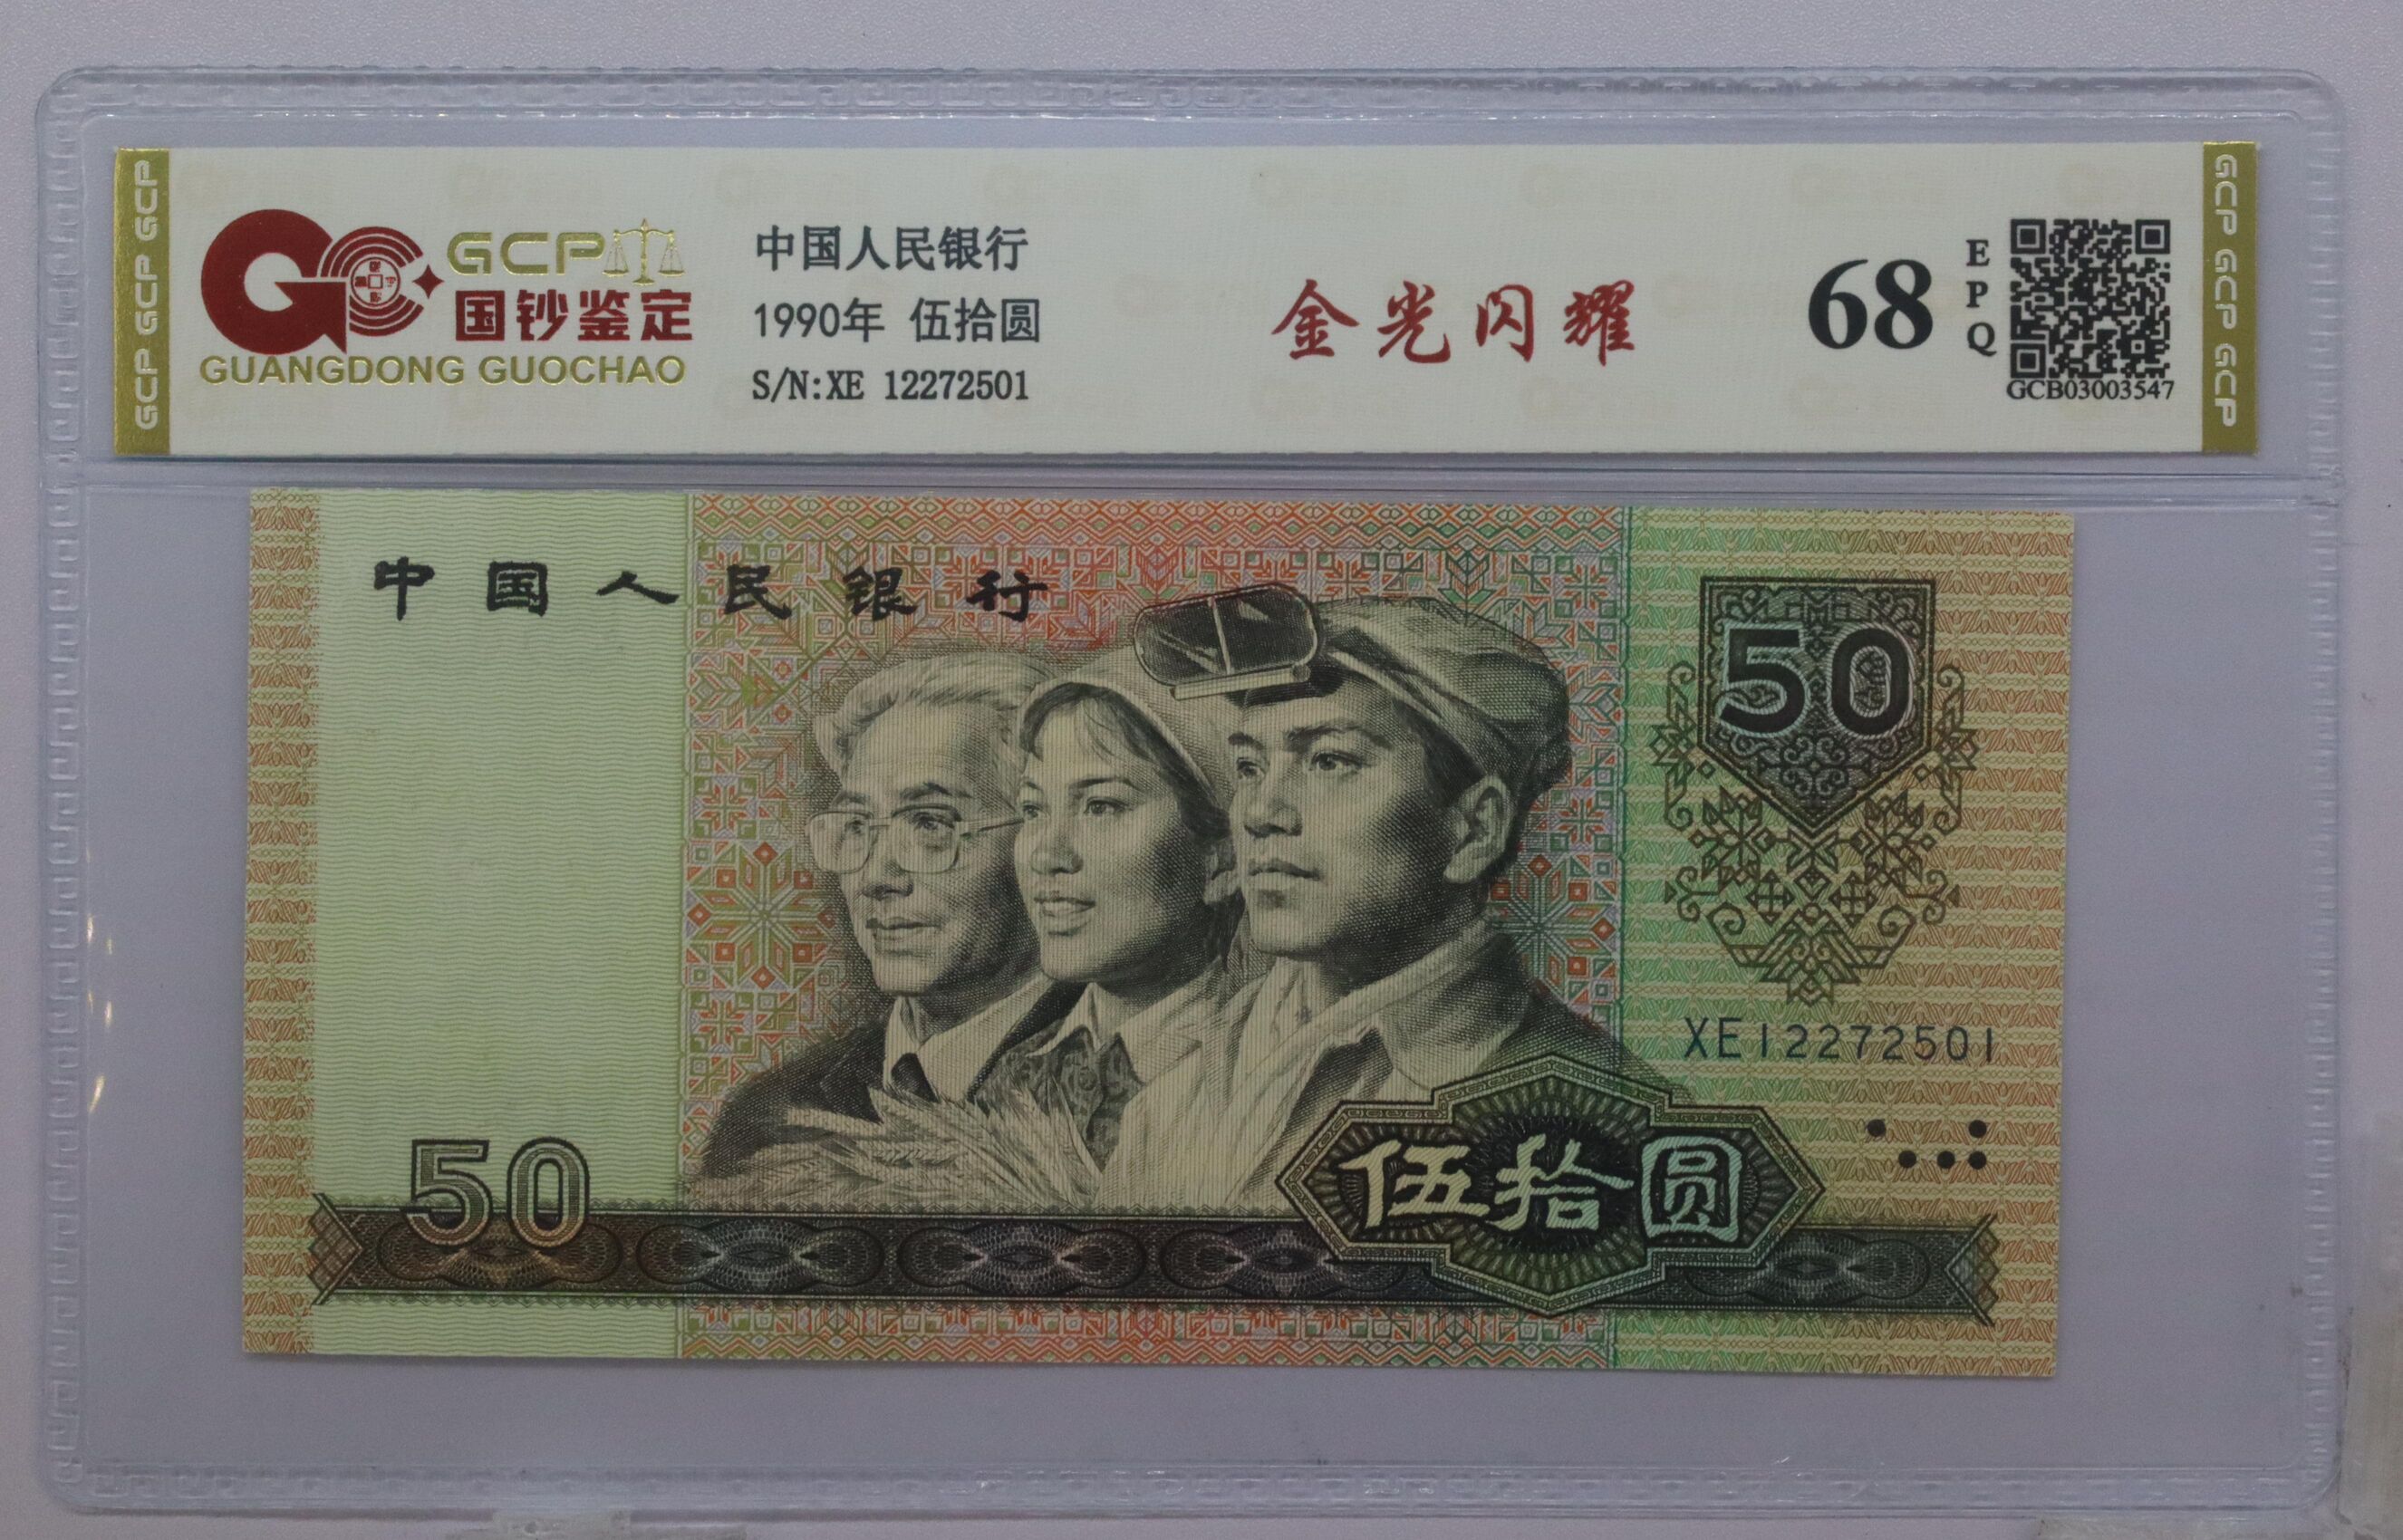 GCP GCP GCP
GCP
国钞鉴定
GUANGDONG GUOCHAO
中国人民银行
1990年 伍拾圆
S/N:XE 12272501
金光闪耀
68
EPQ
GCB03003547
GCP GCP GCP
中国人民银行
50
XE12272501
50
伍拾圆